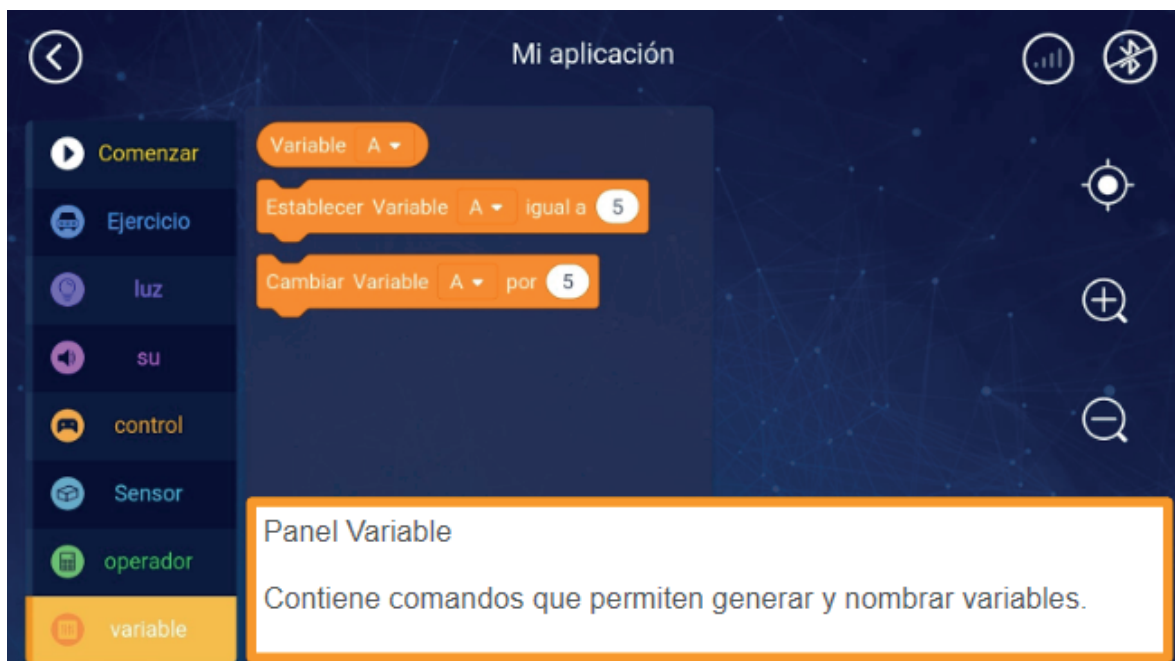 Mi aplicación
Comenzar
Ejercicio
luz
su
control
Sensor
operador
variable
Variable A
Establecer Variable A igual a 5
Cambiar Variable A por 5
Panel Variable
Contiene comandos que permiten generar y nombrar variables.